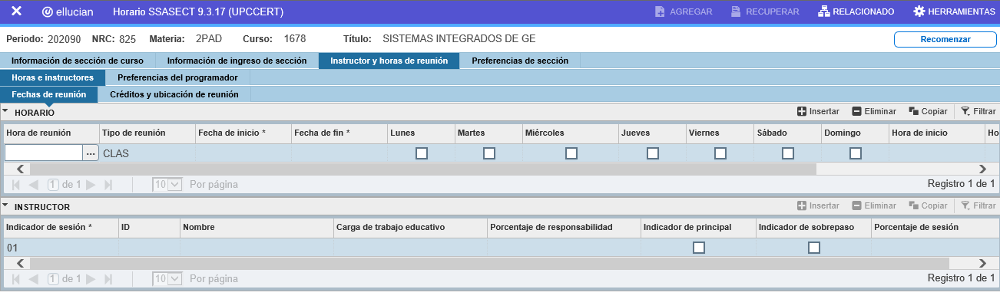 ✕ ellucian Horario SSASECT 9.3.17 (UPCCERT) AGREGAR RECUPERAR RELACIONADO HERRAMIENTAS
Periodo: 202090 NRC: 825 Materia: 2PAD Curso: 1678 Título: SISTEMAS INTEGRADOS DE GE Recomenzar
Información de sección de curso Información de ingreso de sección Instructor y horas de reunión Preferencias de sección
Horas e instructores Preferencias del programador
Fechas de reunión Créditos y ubicación de reunión
HORARIO Insertar Eliminar Copiar Filtrar
Hora de reunión Tipo de reunión Fecha de inicio * Fecha de fin * Lunes Martes Miércoles Jueves Viernes Sábado Domingo Hora de inicio Ho
... CLAS
1 de 1 10 Por página Registro 1 de 1
INSTRUCTOR Insertar Eliminar Copiar Filtrar
Indicador de sesión * ID Nombre Carga de trabajo educativo Porcentaje de responsabilidad Indicador de principal Indicador de sobrepaso Porcentaje de sesión
01
1 de 1 10 Por página Registro 1 de 1